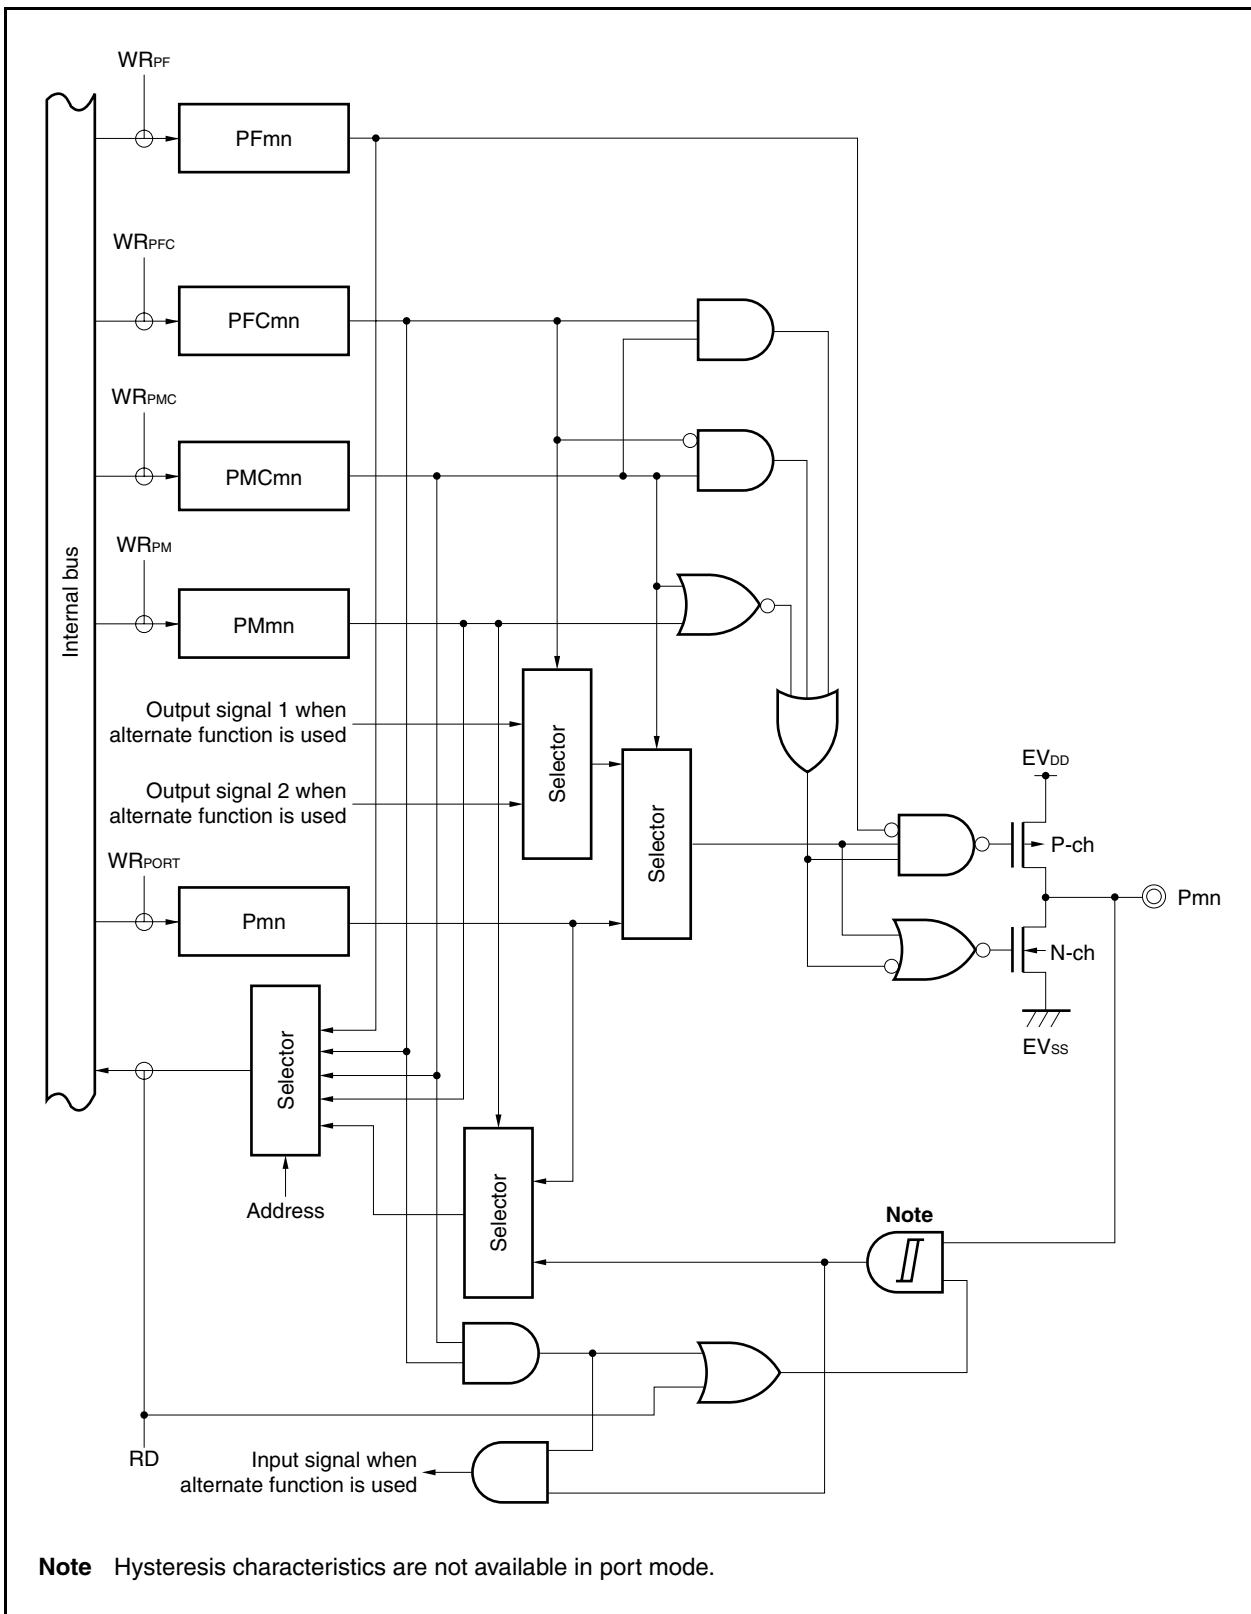 WRPF
PFmn
WRPFC
PFCmn
WRPMC
PMCmn
WRPM
PMmn
Internal bus
Output signal 1 when
alternate function is used
Output signal 2 when
alternate function is used
Selector
Selector
WRPORT
Pmn
EVDD
P-ch
Pmn
N-ch
EVSS
Selector
Address
Selector
Note
RD
Input signal when
alternate function is used
Note Hysteresis characteristics are not available in port mode.